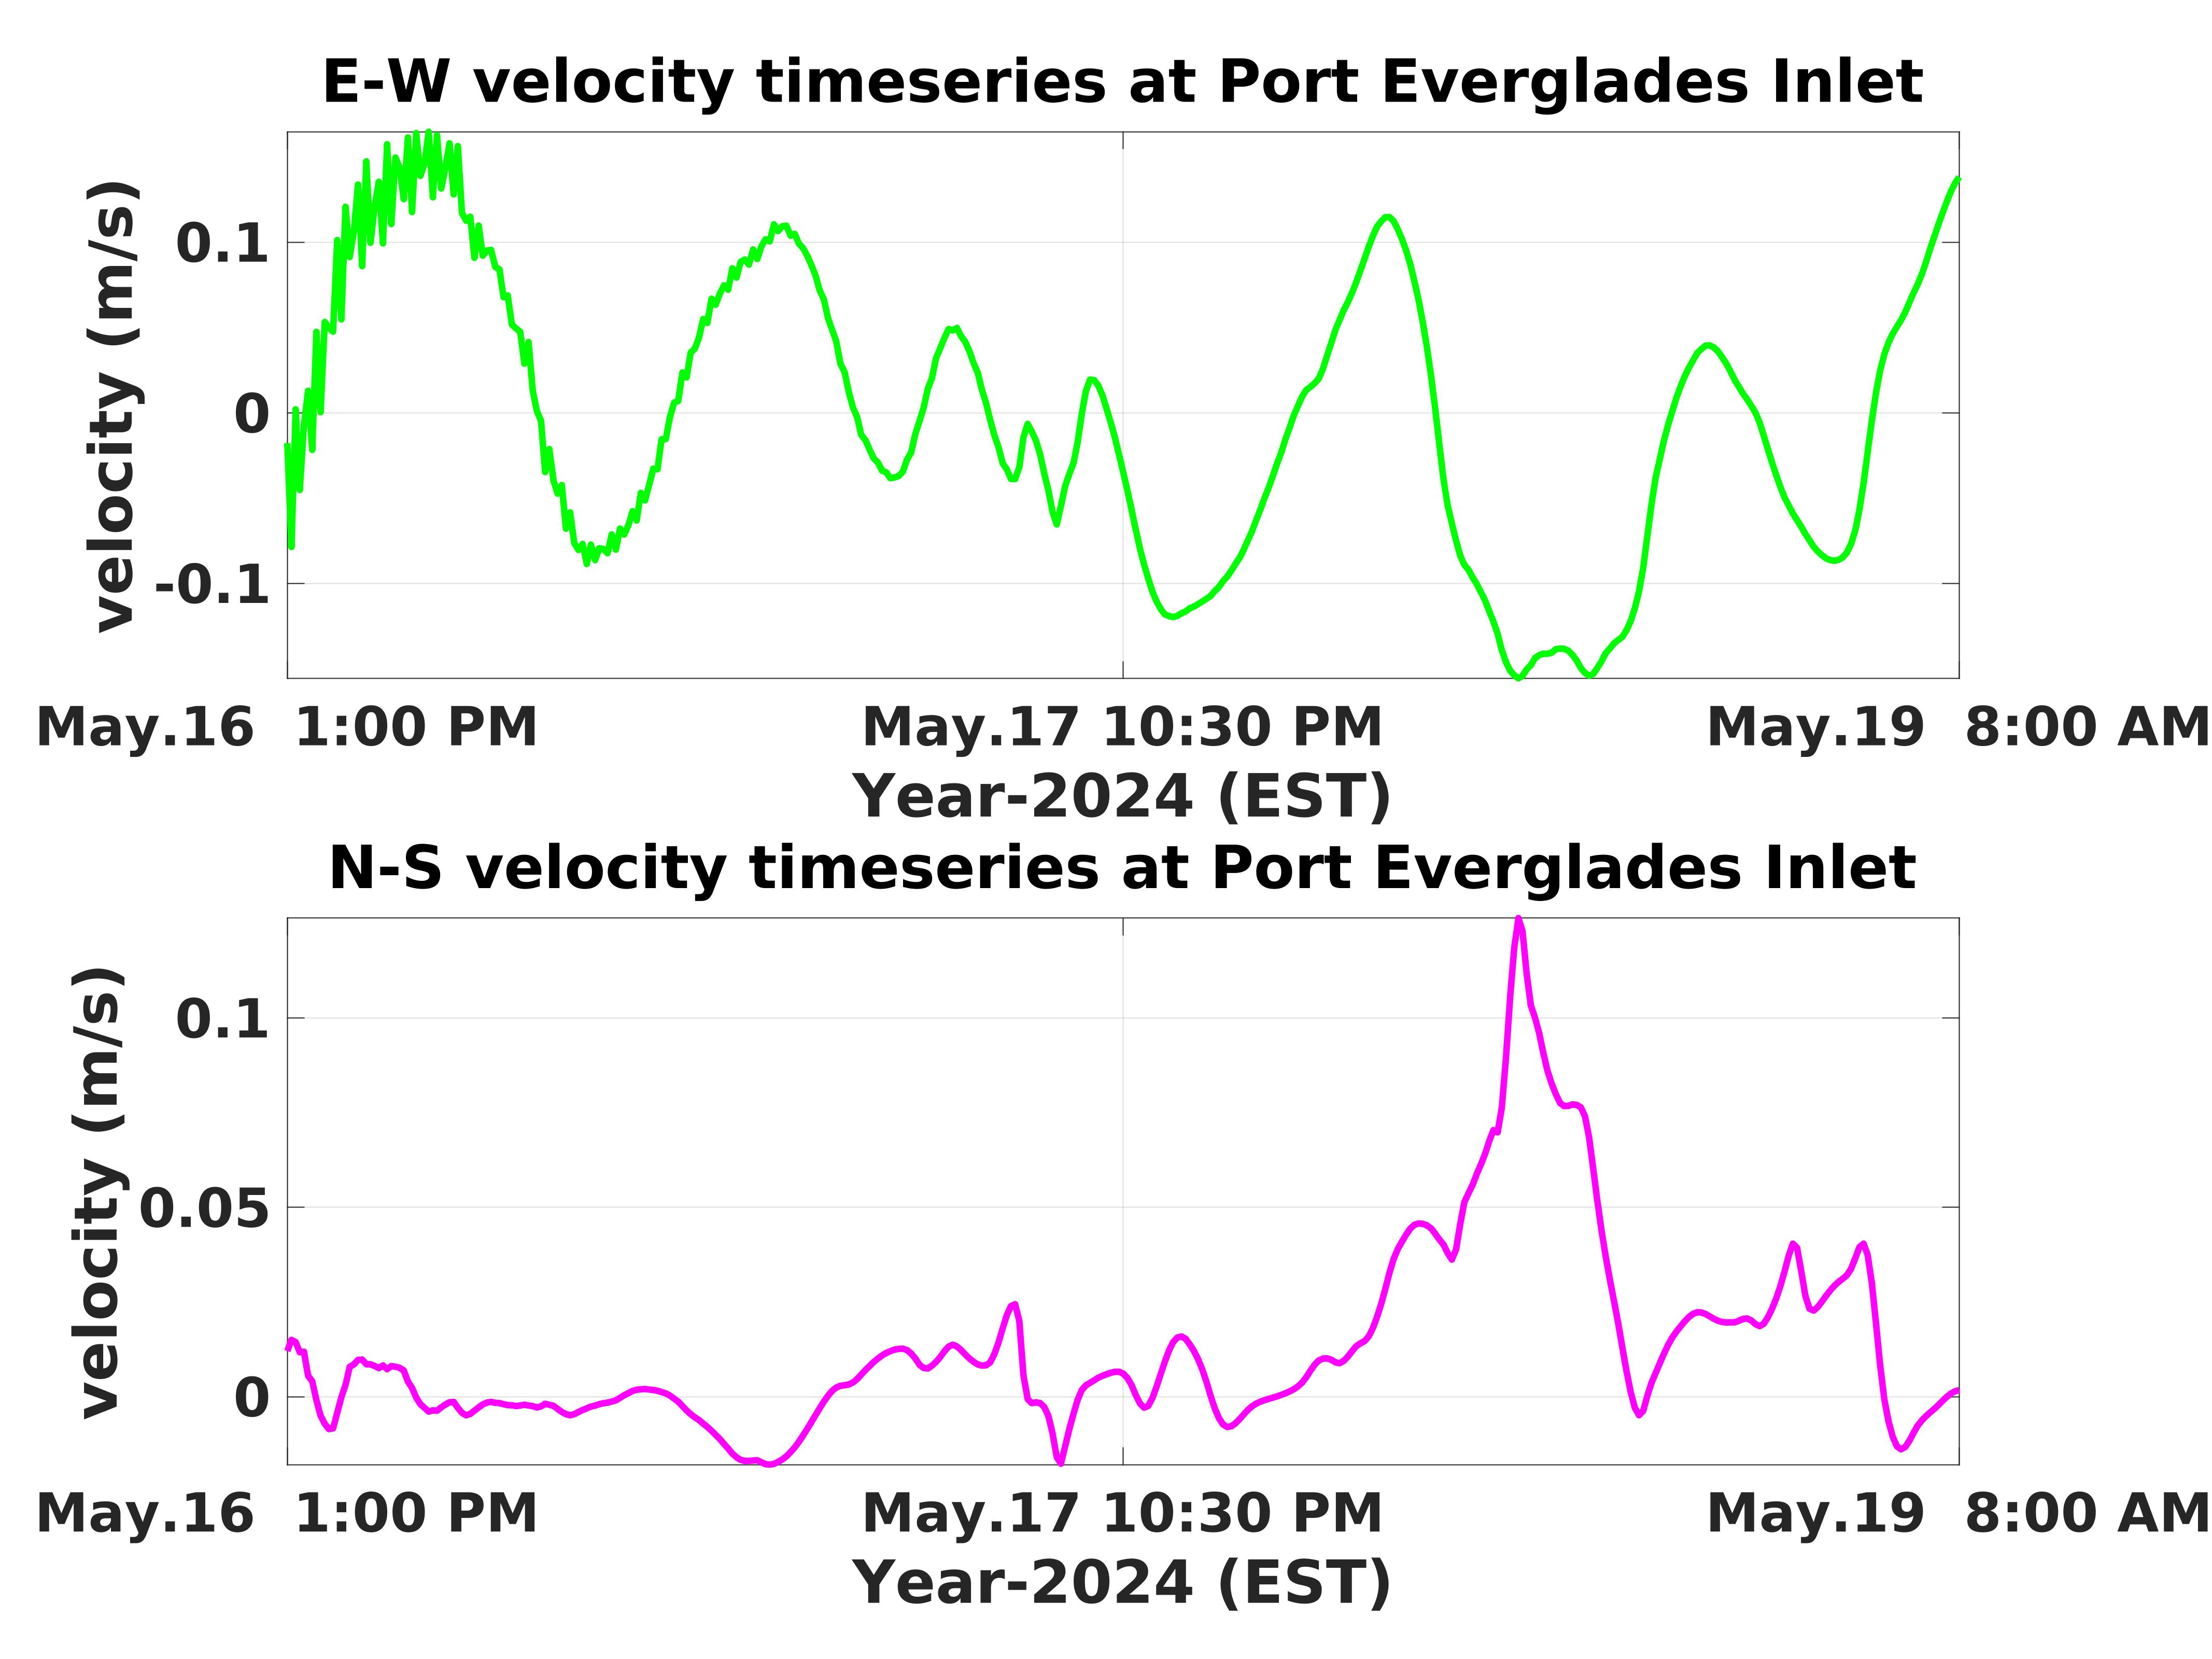 E-W velocity timeseries at Port Everglades Inlet
velocity (m/s)
0.1
0
-0.1
May.16  1:00 PM
May.17 10:30 PM
May.19  8:00 AM
Year-2024 (EST)
N-S velocity timeseries at Port Everglades Inlet
velocity (m/s)
0.1
0.05
0
May.16  1:00 PM
May.17 10:30 PM
May.19  8:00 AM
Year-2024 (EST)